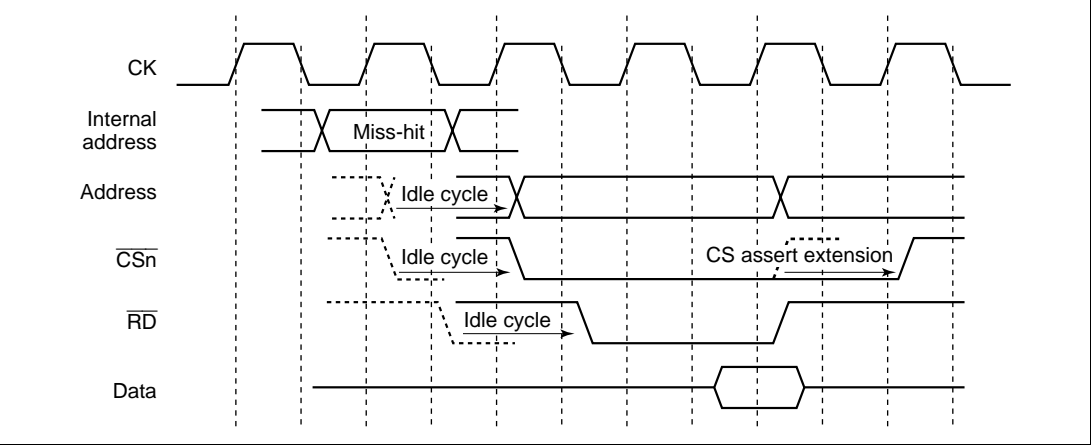 CK
Internal
address
Miss-hit
Address
Idle cycle
CSn
Idle cycle
CS assert extension
RD
Idle cycle
Data